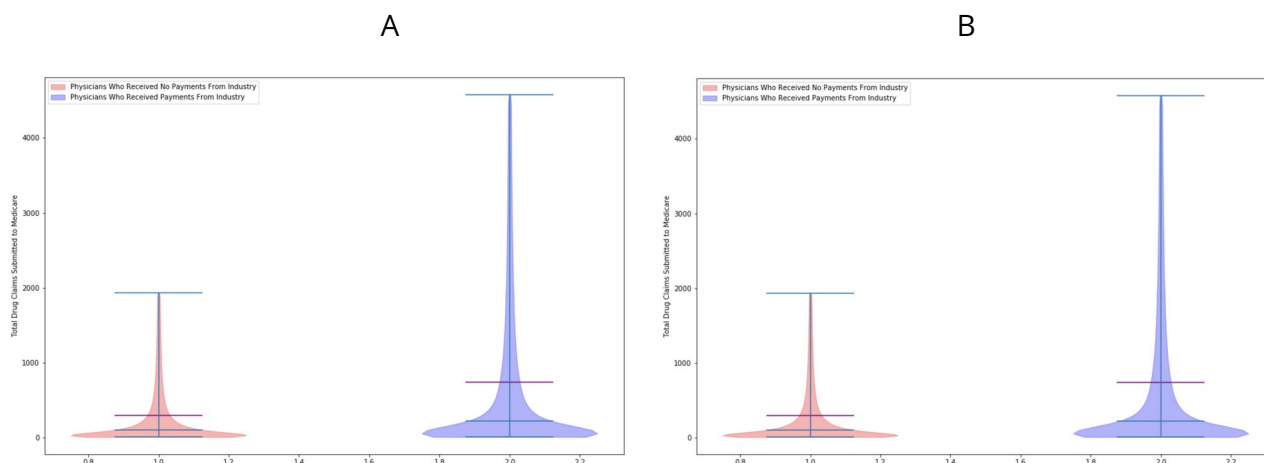 A
B
Physicians Who Received No Payments From Industry
Physicians Who Received Payments From Industry
Total Drug Claims Submitted to Medicare
4000
3000
2000
1000
0
0.8 1.0 1.2 1.4 1.6 1.8 2.0 2.2
Physicians Who Received No Payments From Industry
Physicians Who Received Payments From Industry
Total Drug Claims Submitted to Medicare
4000
3000
2000
1000
0
0.8 1.0 1.2 1.4 1.6 1.8 2.0 2.2